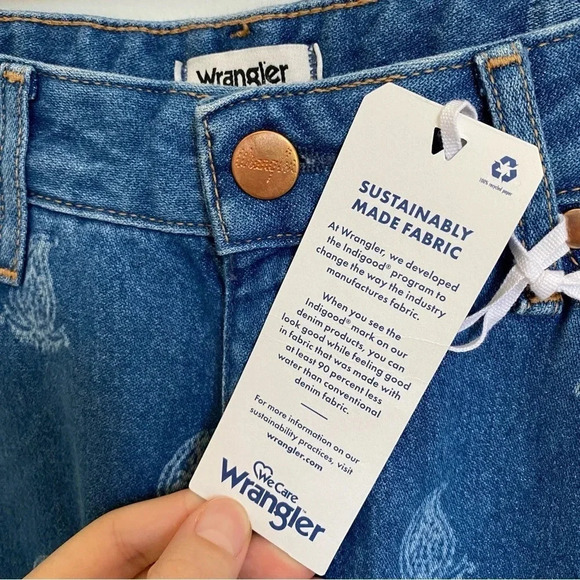 Wrangler
100% recycled paper
SUSTAINABLY
MADE FABRIC
At Wrangler, we developed
the Indigood® program to
change the way the industry
manufactures fabric.
When you see the
Indigood® mark on our
denim products, you can
look good while feeling good
in fabric that was made with
at least 90 percent less
water than conventional
denim fabric.
For more information on our
sustainability practices, visit
wrangler.com
We Care
Wrangler™